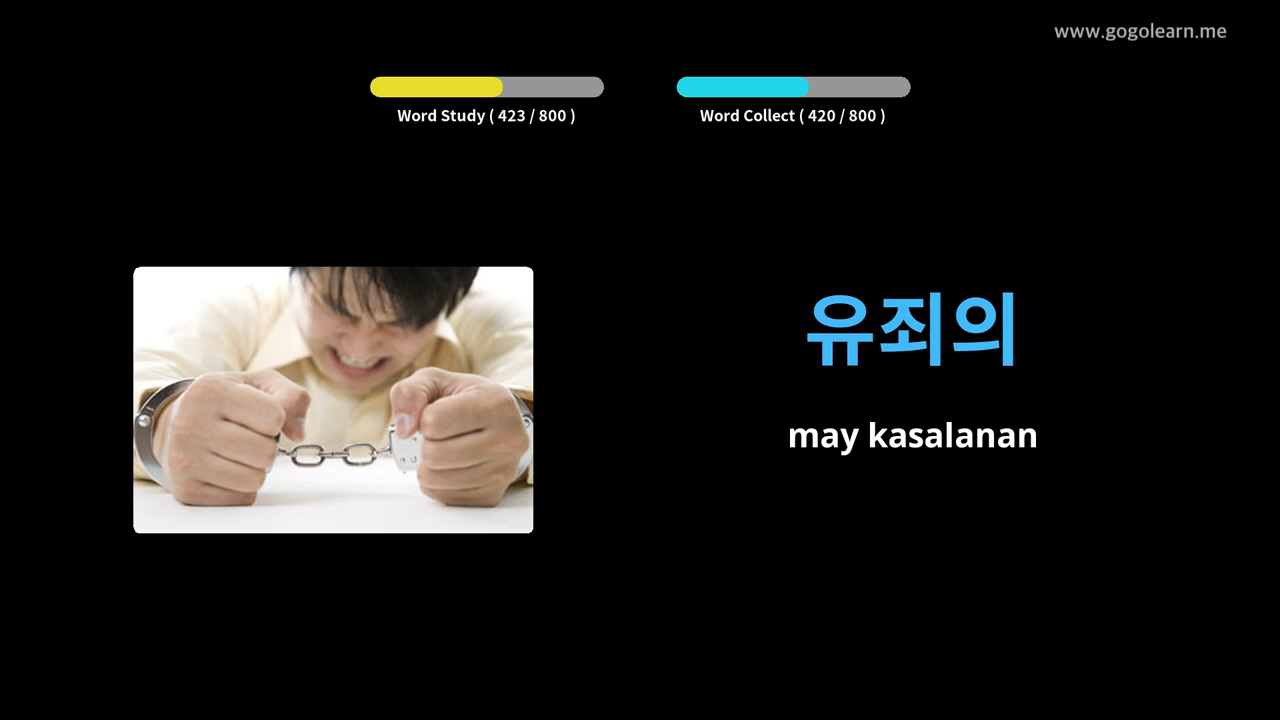 www.gogolearn.me
Word Study ( 423 / 800 )
Word Collect ( 420 / 800 )
유죄의
may kasalanan